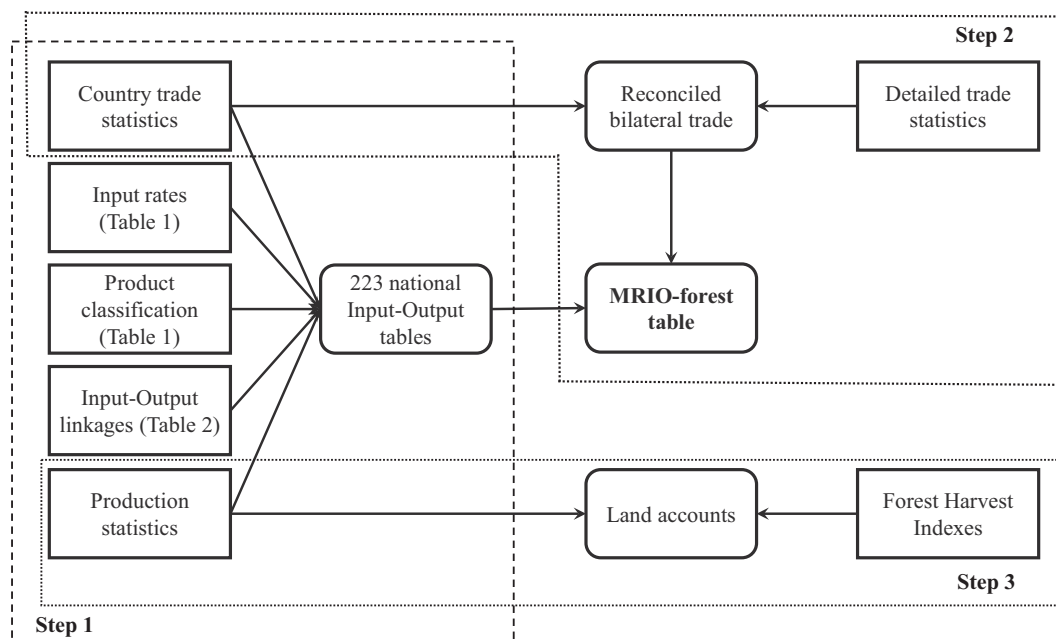 Step 2
Country trade
statistics
Reconciled
bilateral trade
Detailed trade
statistics
Input rates
(Table 1)
Product
classification
(Table 1)
223 national
Input-Output
tables
MRIO-forest
table
Input-Output
linkages (Table 2)
Production
statistics
Land accounts
Forest Harvest
Indexes
Step 3
Step 1